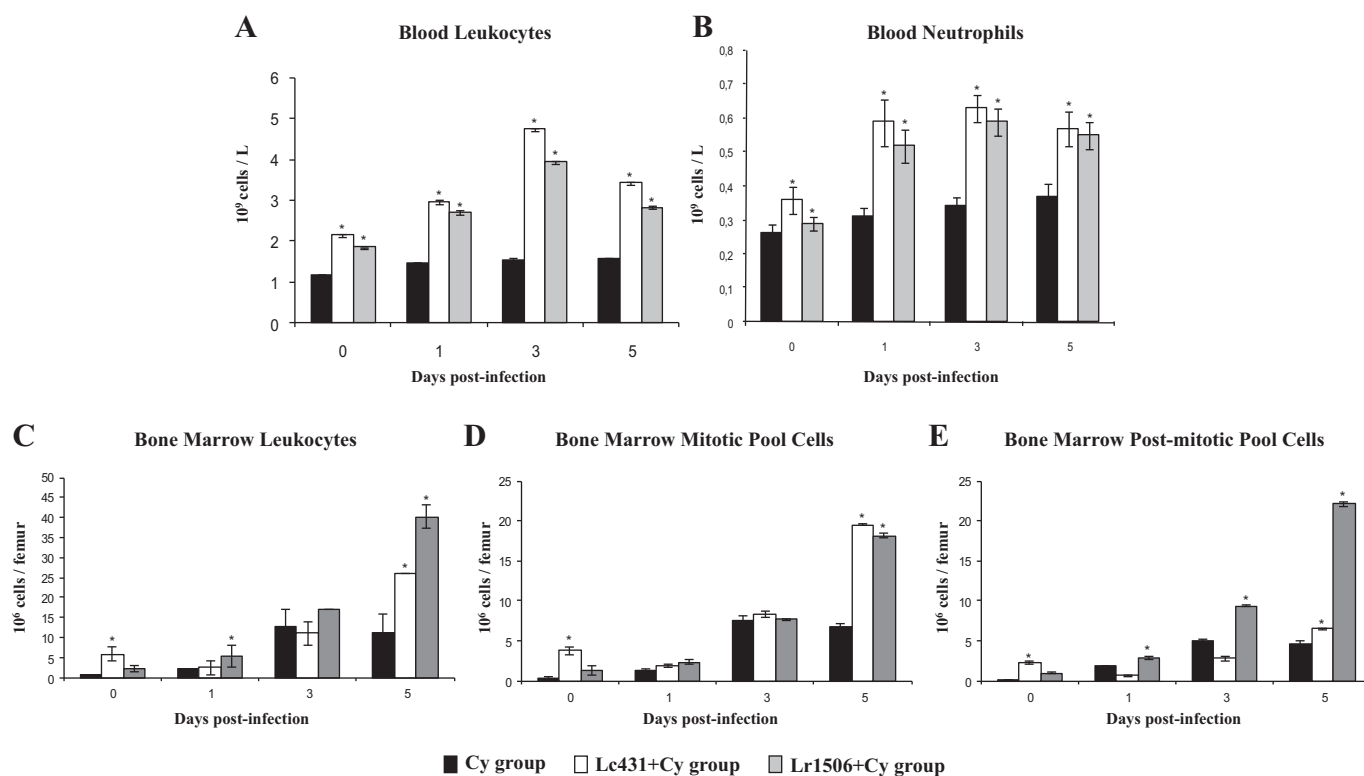 A
Blood Leukocytes
10⁹ cells / L
6
5
4
3
2
1
0
* * * * * * * *
0 1 3 5
Days post-infection
B
Blood Neutrophils
10⁹ cells / L
0,8
0,7
0,6
0,5
0,4
0,3
0,2
0,1
0
* * * * * * * *
0 1 3 5
Days post-infection
C
Bone Marrow Leukocytes
10⁶ cells / femur
50
45
40
35
30
25
20
15
10
5
0
* * * *
0 1 3 5
Days post-infection
D
Bone Marrow Mitotic Pool Cells
10⁶ cells / femur
25
20
15
10
5
0
* * *
0 1 3 5
Days post-infection
E
Bone Marrow Post-mitotic Pool Cells
10⁶ cells / femur
25
20
15
10
5
0
* * * * *
0 1 3 5
Days post-infection
Cy group Lc431+Cy group Lr1506+Cy group